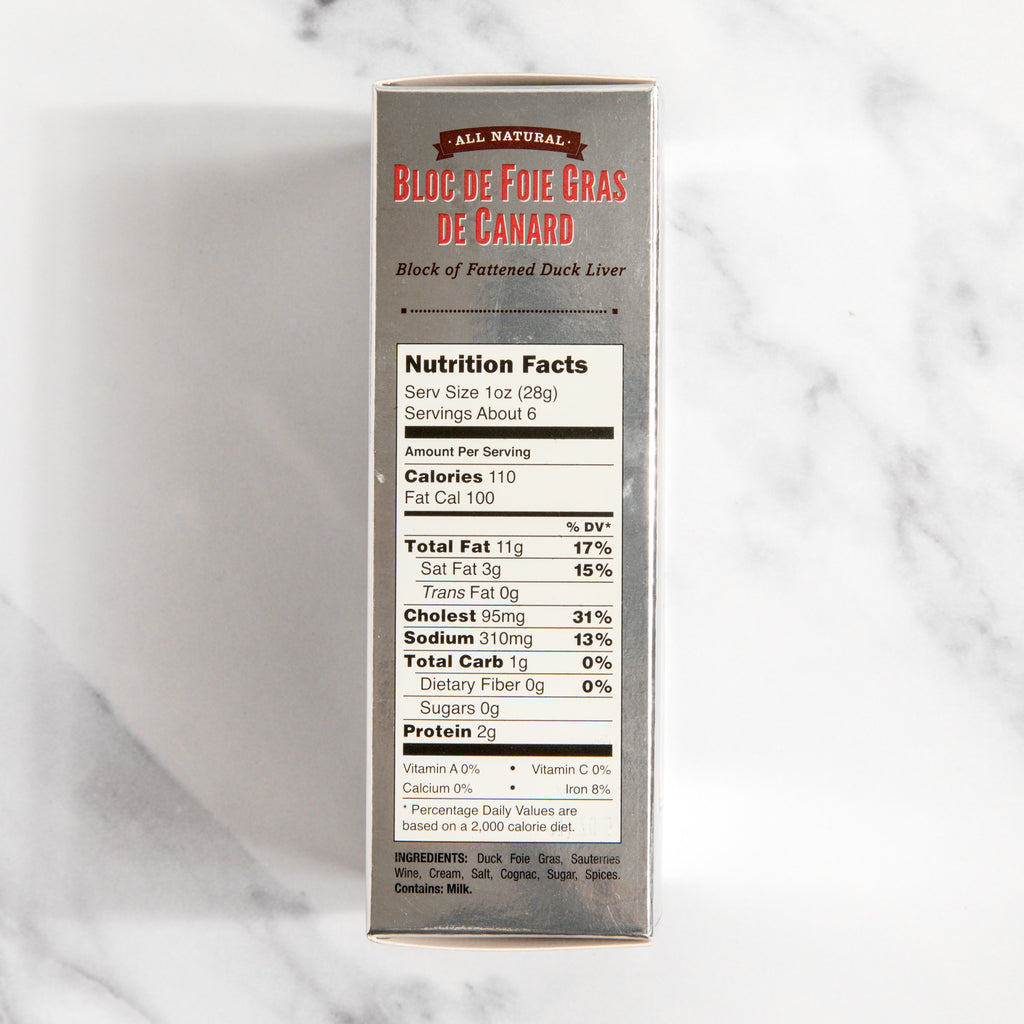 ·ALL NATURAL·
BLOC DE FOIE GRAS
DE CANARD
Block of Fattened Duck Liver
Nutrition Facts
Serv Size 1oz (28g)
Servings About 6
Amount Per Serving
Calories 110
Fat Cal 100
% DV*
Total Fat 11g 17%
Sat Fat 3g 15%
Trans Fat 0g
Cholest 95mg 31%
Sodium 310mg 13%
Total Carb 1g 0%
Dietary Fiber 0g 0%
Sugars 0g
Protein 2g
Vitamin A 0% • Vitamin C 0%
Calcium 0% • Iron 8%
* Percentage Daily Values are
based on a 2,000 calorie diet.
INGREDIENTS: Duck Foie Gras, Sauternes
Wine, Cream, Salt, Cognac, Sugar, Spices.
Contains: Milk.